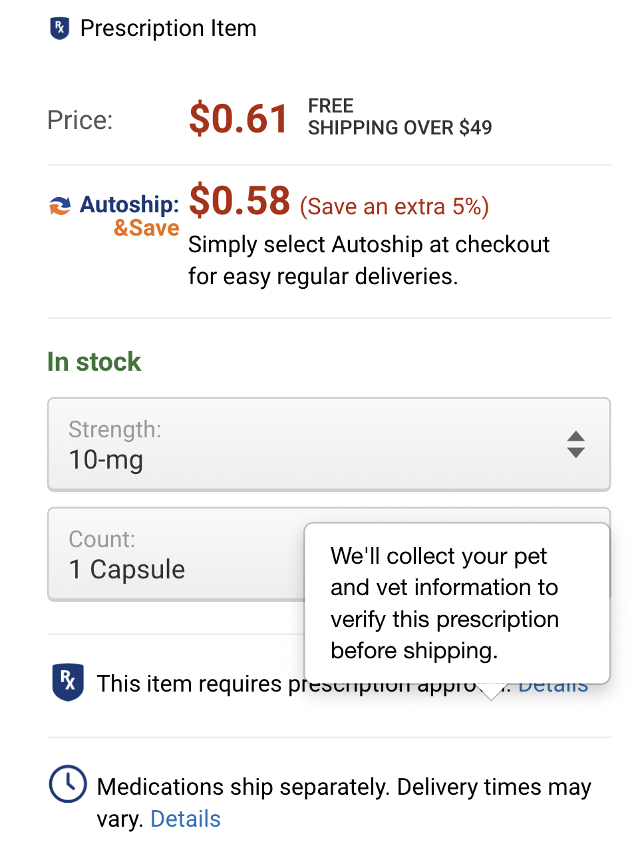 Rx Prescription Item
Price: $0.61 FREE
SHIPPING OVER $49
Autoship: $0.58 (Save an extra 5%)
&Save
Simply select Autoship at checkout
for easy regular deliveries.
In stock
Strength:
10-mg
Count:
1 Capsule
We'll collect your pet
and vet information to
verify this prescription
before shipping.
Rx This item requires prescription Details
Medications ship separately. Delivery times may
vary. Details